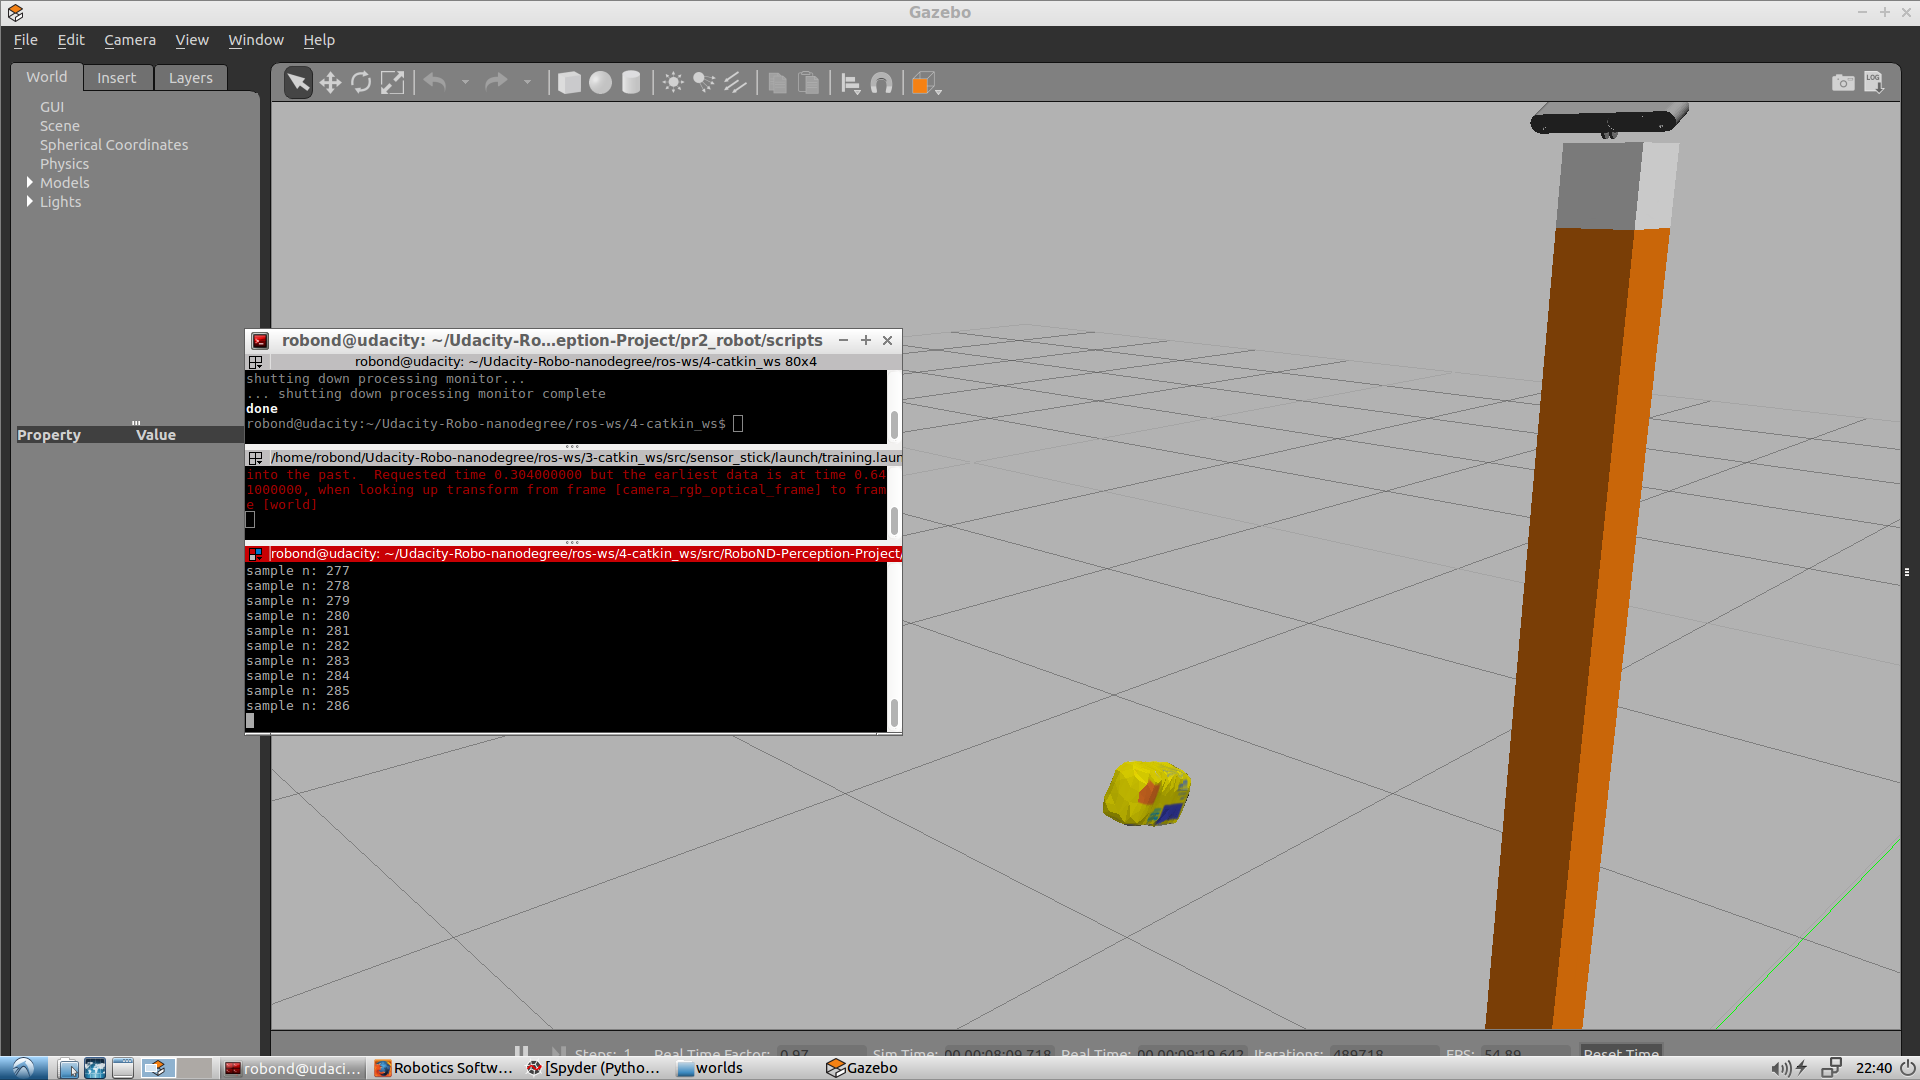 Gazebo
File Edit Camera View Window Help
World Insert Layers
LOG
GUI
Scene
Spherical Coordinates
Physics
Models
Lights
Property Value
robond@udacity: ~/Udacity-Ro...eption-Project/pr2_robot/scripts
robond@udacity: ~/Udacity-Robo-nanodegree/ros-ws/4-catkin_ws 80x4
shutting down processing monitor...
... shutting down processing monitor complete
done
robond@udacity:~/Udacity-Robo-nanodegree/ros-ws/4-catkin_ws$
/home/robond/Udacity-Robo-nanodegree/ros-ws/3-catkin_ws/src/sensor_stick/launch/training.laun
into the past. Requested time 0.304000000 but the earliest data is at time 0.64
1000000, when looking up transform from frame [camera_rgb_optical_frame] to fram
e [world]
robond@udacity: ~/Udacity-Robo-nanodegree/ros-ws/4-catkin_ws/src/RoboND-Perception-Project/
sample n: 277
sample n: 278
sample n: 279
sample n: 280
sample n: 281
sample n: 282
sample n: 283
sample n: 284
sample n: 285
sample n: 286
Steps: 1 Real Time Factor: 0.97 Sim Time: 00 00:08:09.718 Real Time: 00 00:09:19.642 Iterations: 489718 FPS: 54.89 Reset Time
robond@udaci... Robotics Softw... [Spyder (Pytho... worlds Gazebo 22:40